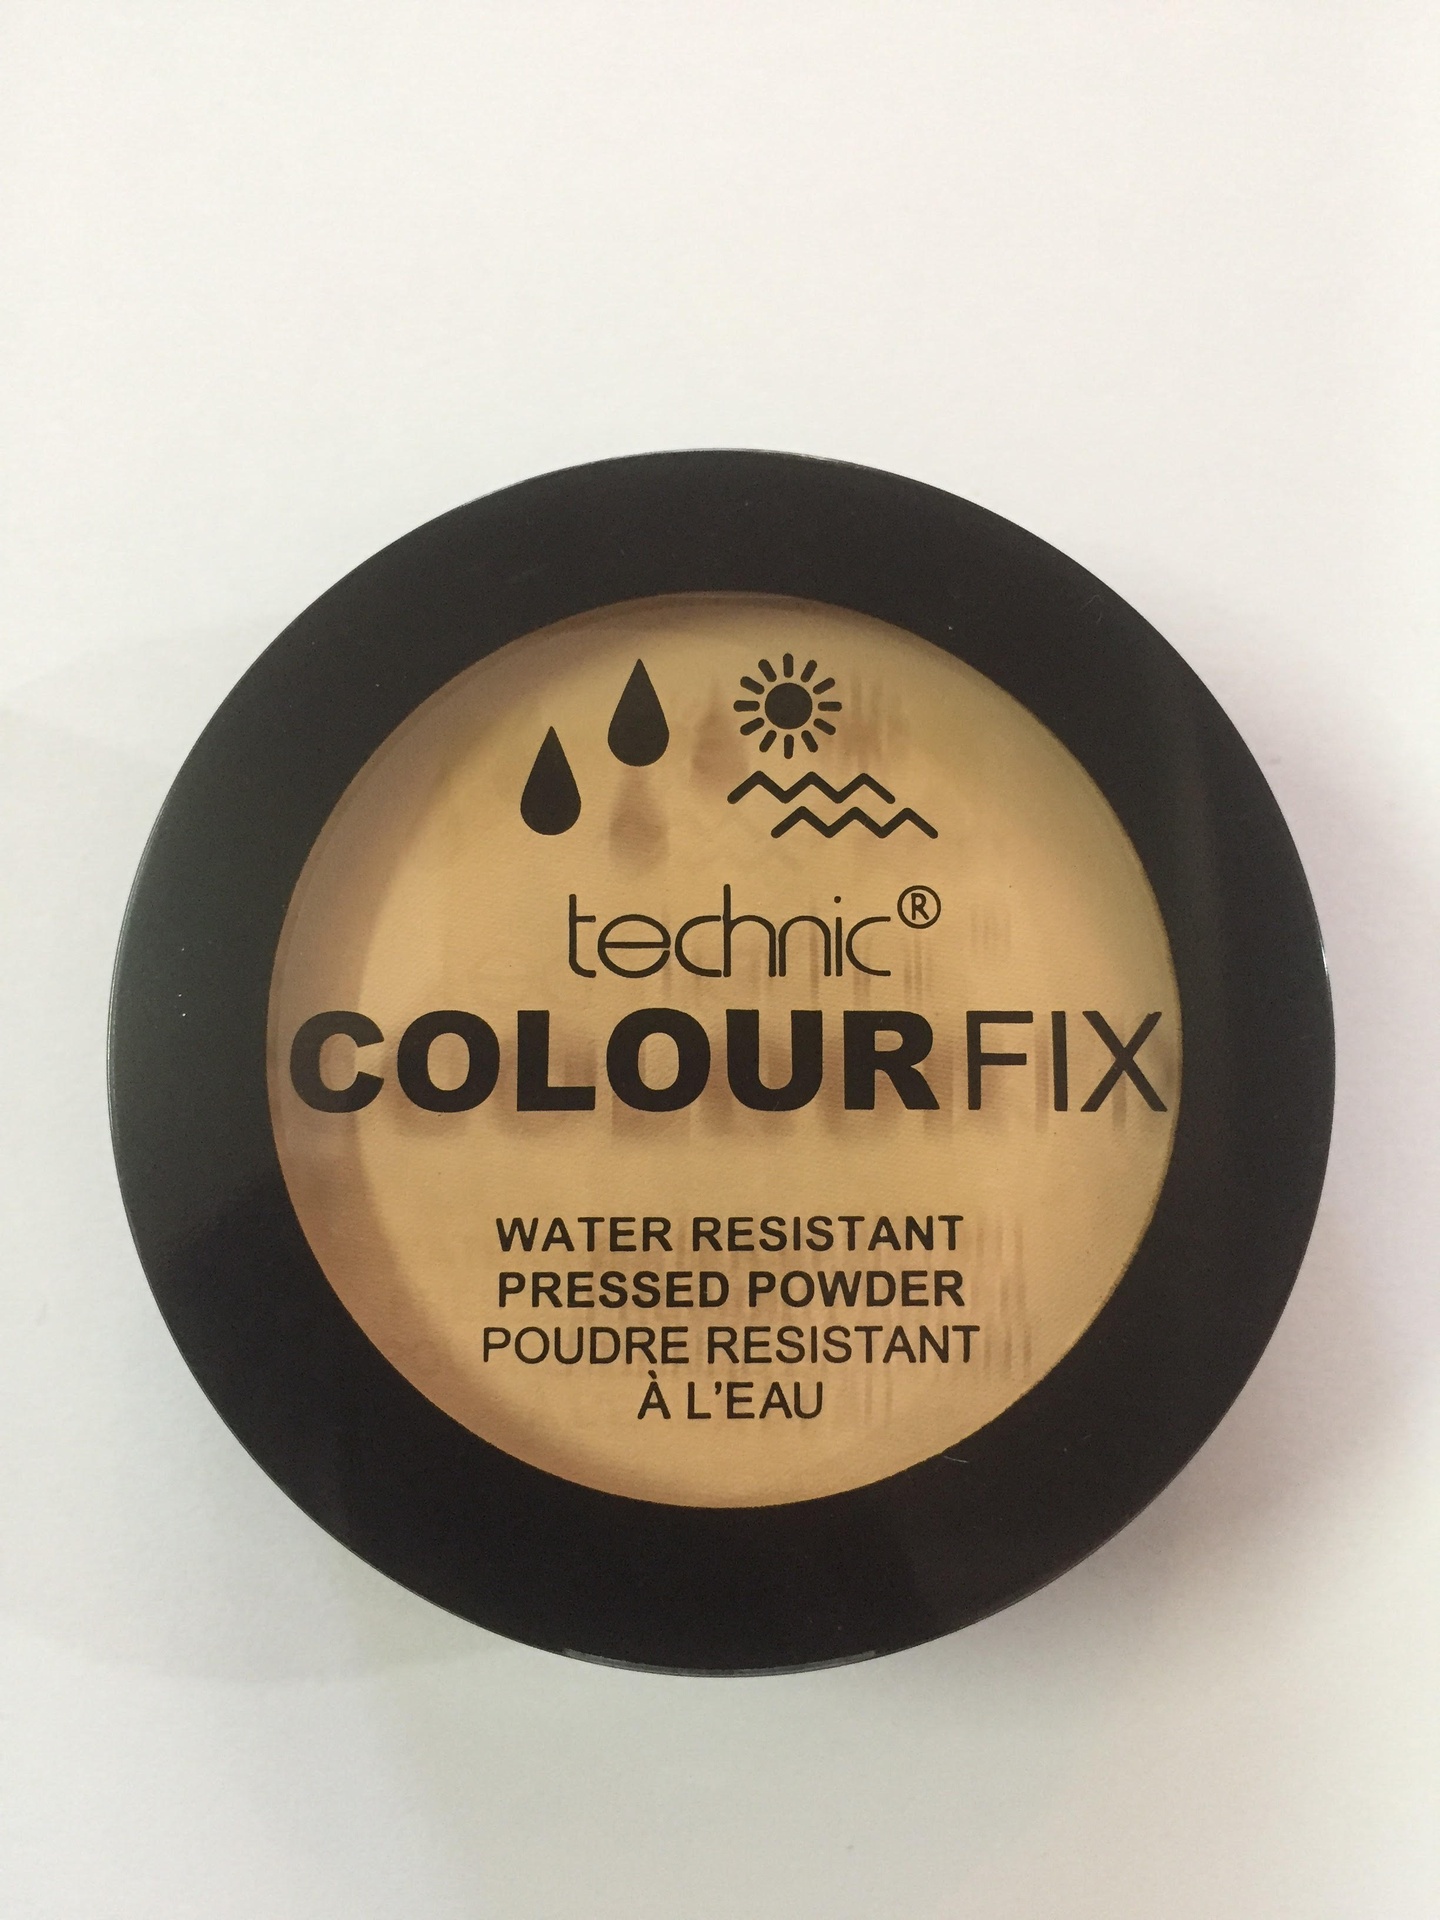 technic®
COLOURFIX
WATER RESISTANT
PRESSED POWDER
POUDRE RESISTANT
À L'EAU